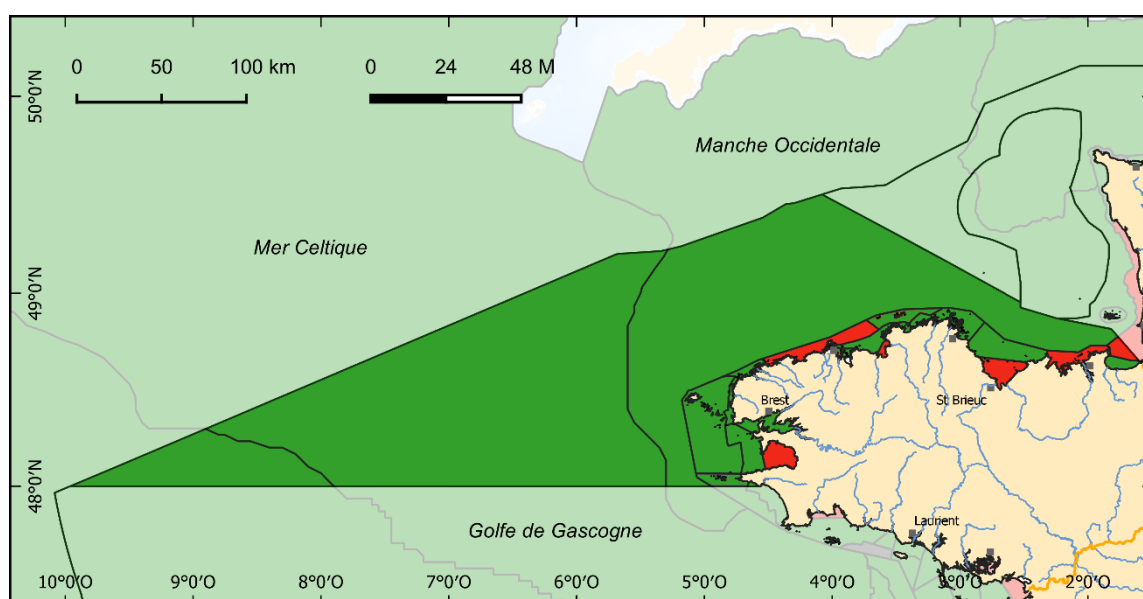 0 50 100 km
0 24 48 M
50°0'N
Manche Occidentale
Mer Celtique
49°0'N
Brest
St Brieuc
48°0'N
Golfe de Gascogne
Laurient
10°0'O 9°0'O 8°0'O 7°0'O 6°0'O 5°0'O 4°0'O 3°0'O 2°0'O